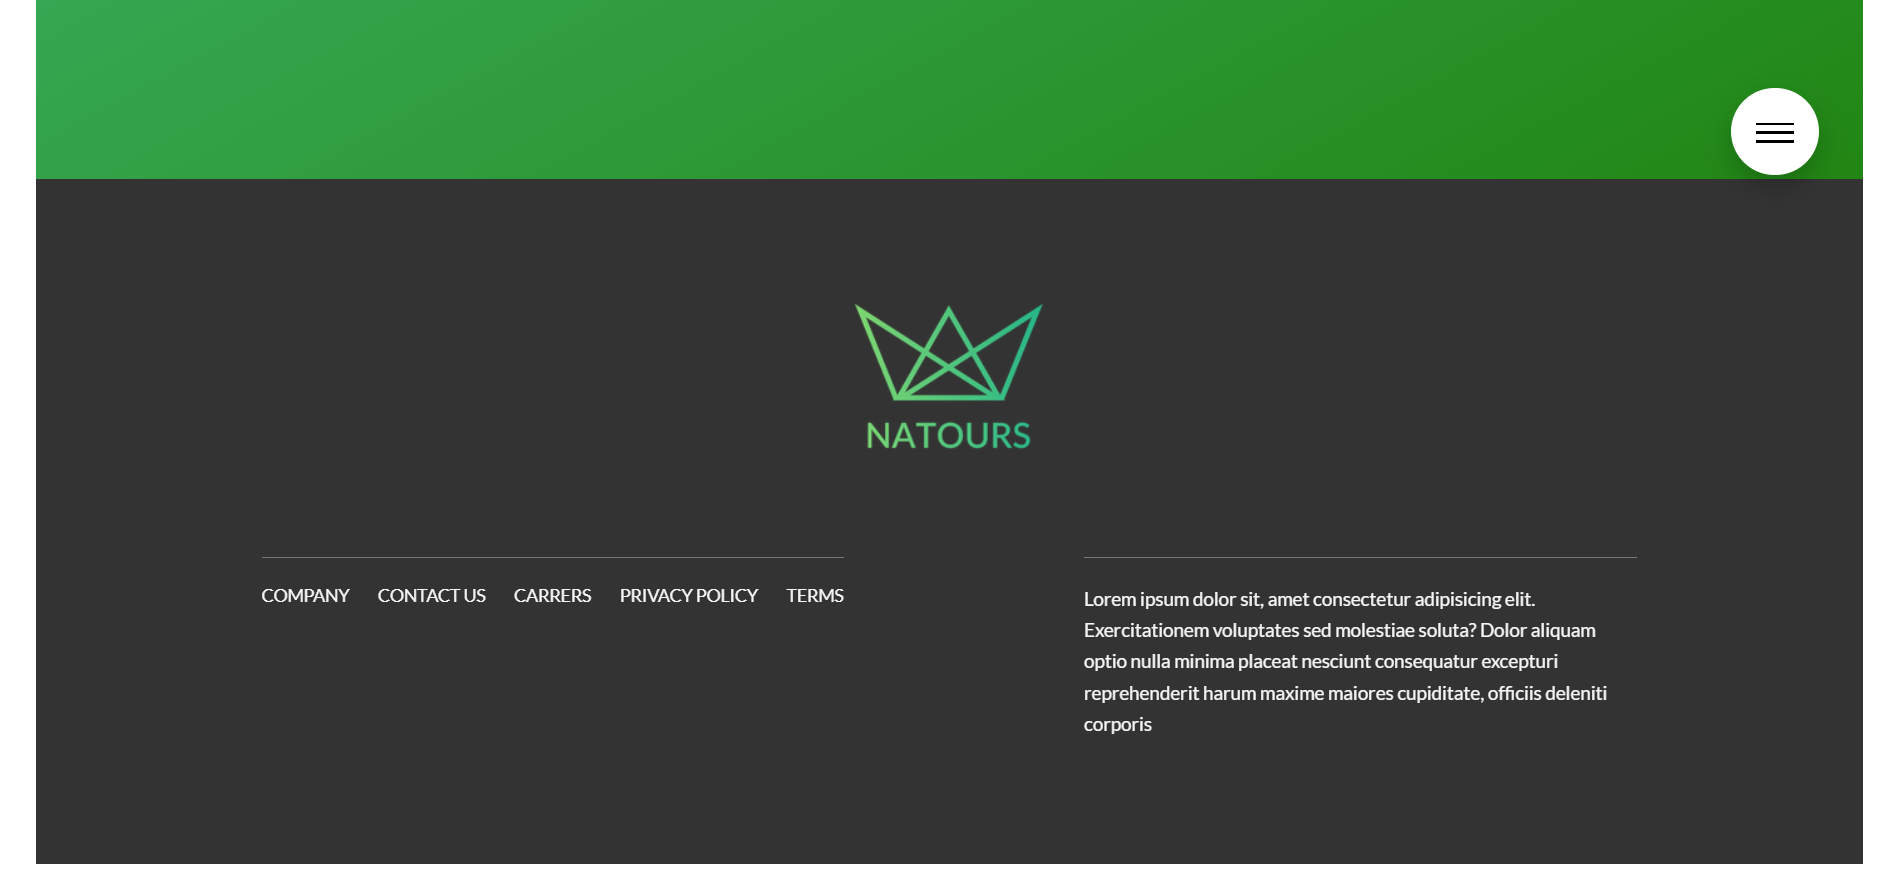 NATOURS
COMPANY CONTACT US CARRERS PRIVACY POLICY TERMS
Lorem ipsum dolor sit, amet consectetur adipisicing elit.
Exercitationem voluptates sed molestiae soluta? Dolor aliquam
optio nulla minima placeat nesciunt consequatur excepturi
reprehenderit harum maxime maiores cupiditate, officiis deleniti
corporis